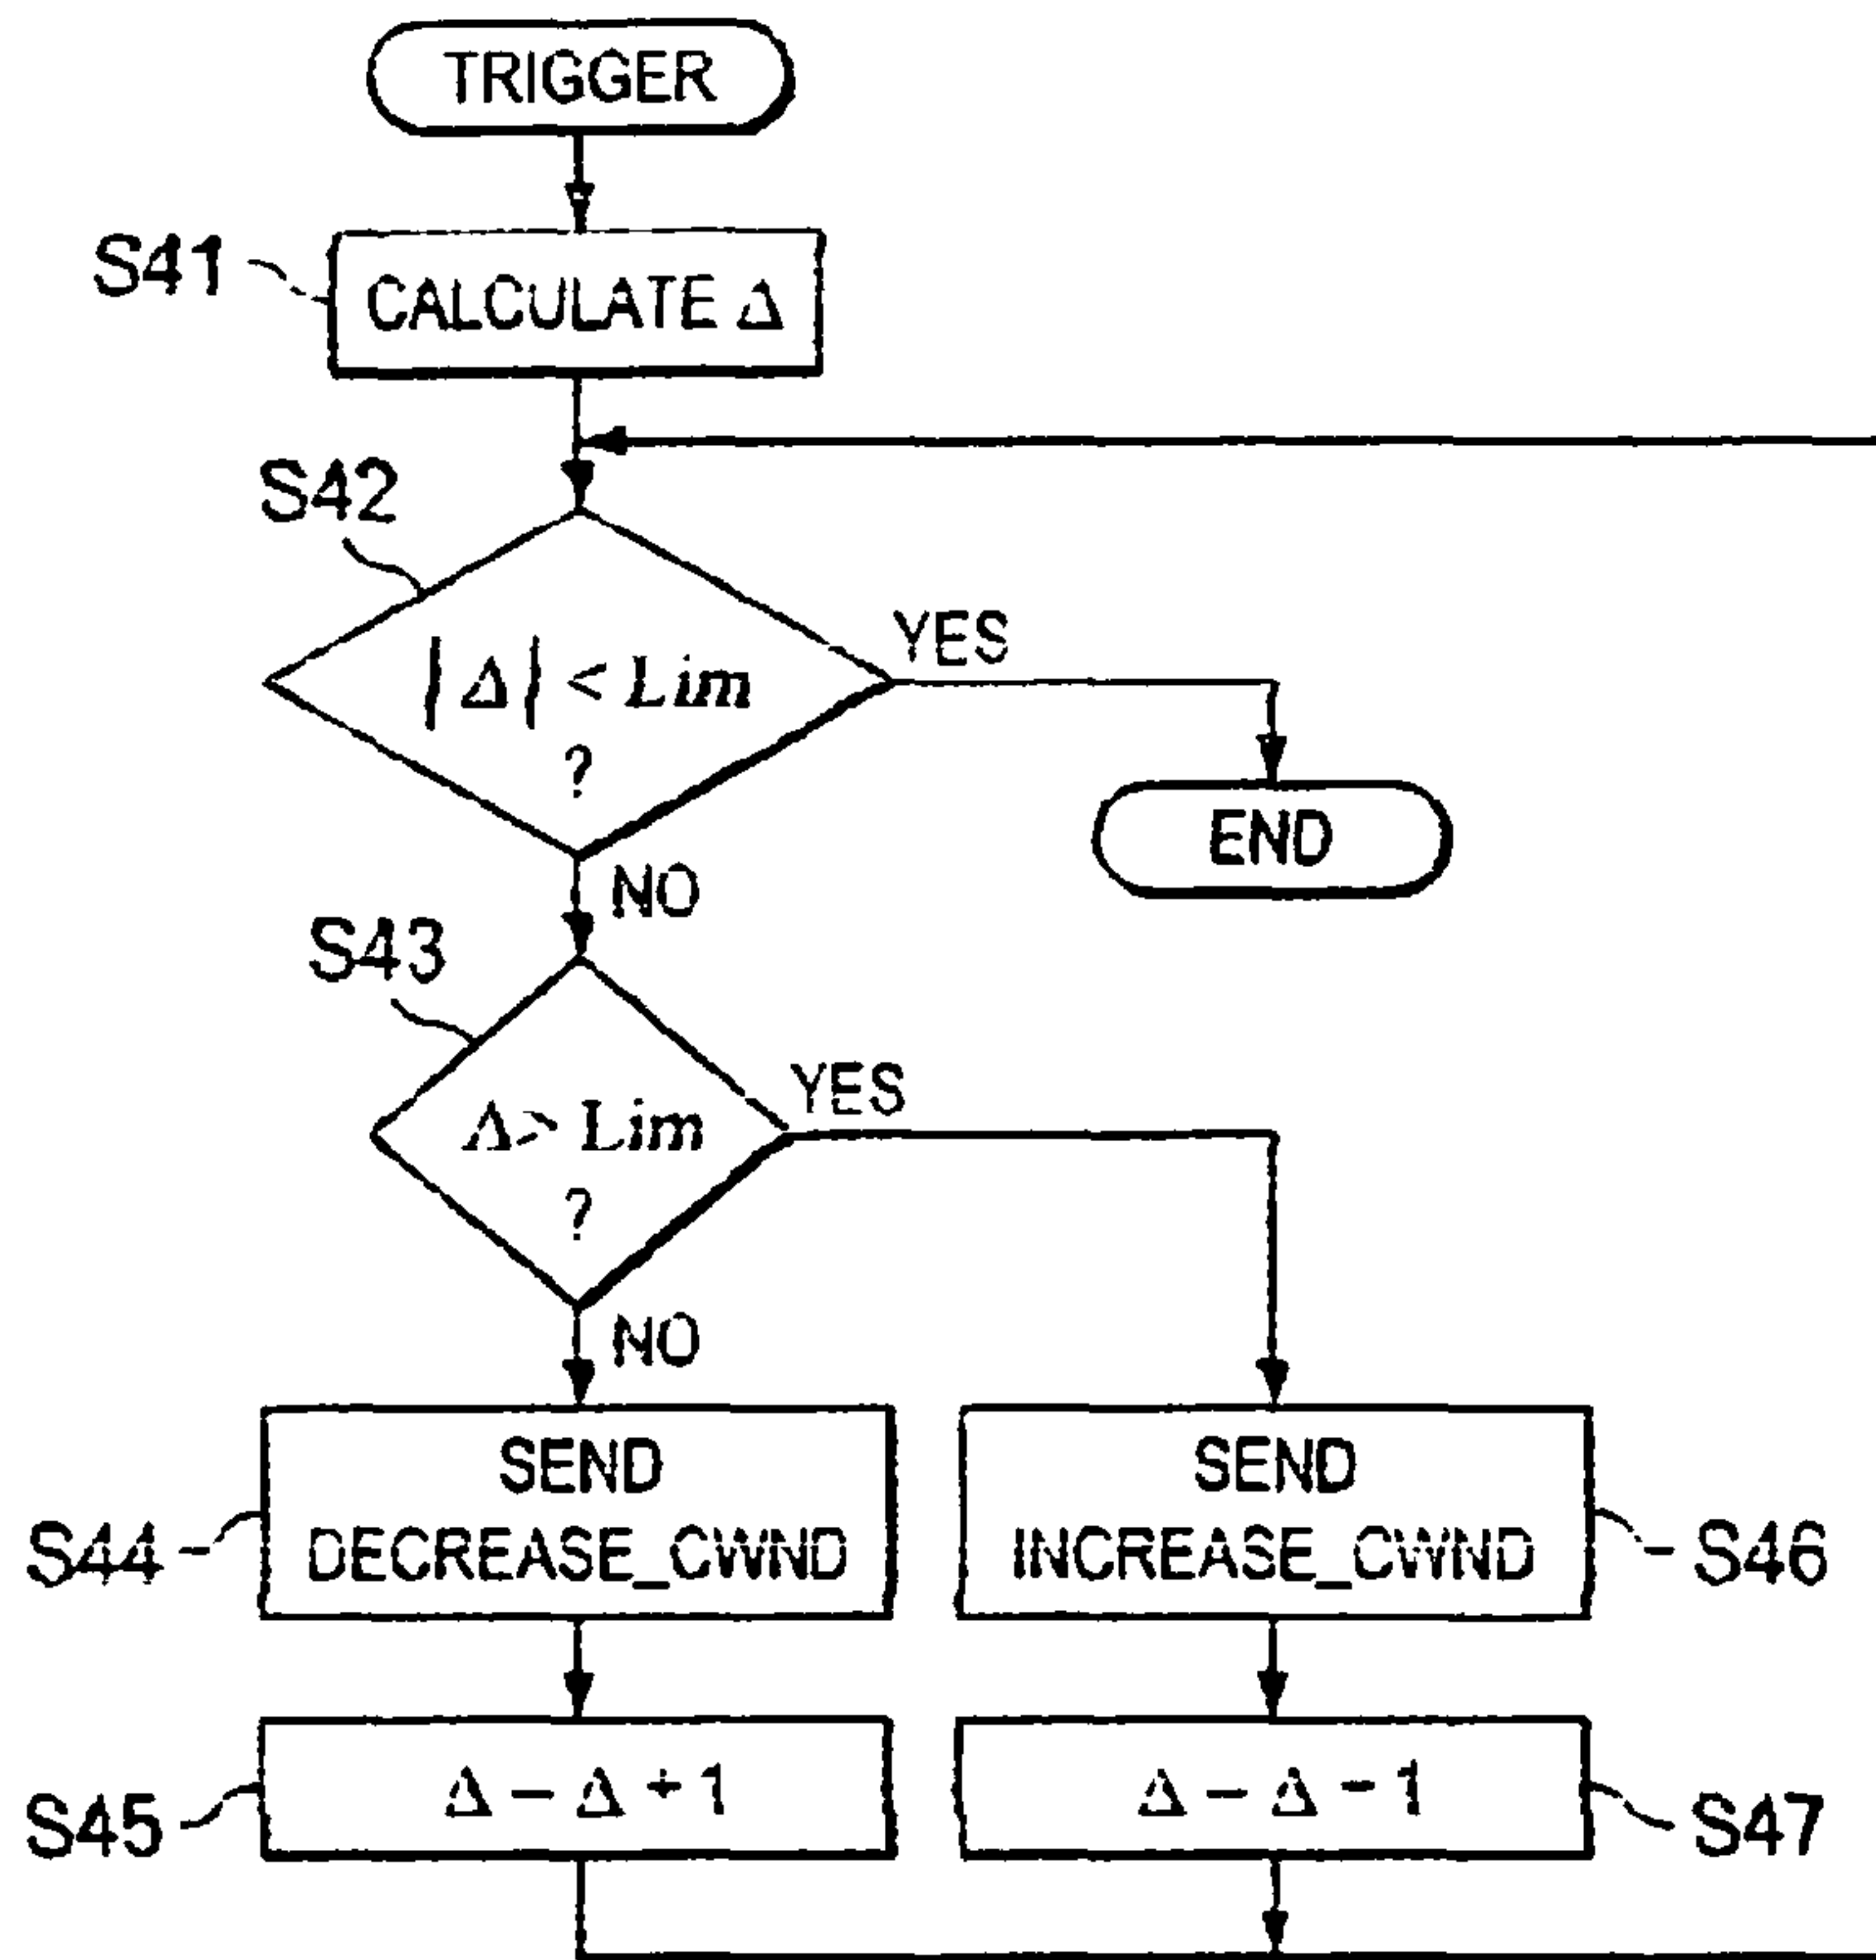 TRIGGER
S41
CALCULATE Δ
S42
|Δ| < Lim
?
YES
END
NO
S43
Δ > Lim
?
YES
NO
SEND
DECREASE_CWND
S44
SEND
INCREASE_CWND
S46
Δ - Δ + 1
S45
Δ - Δ - 1
S47